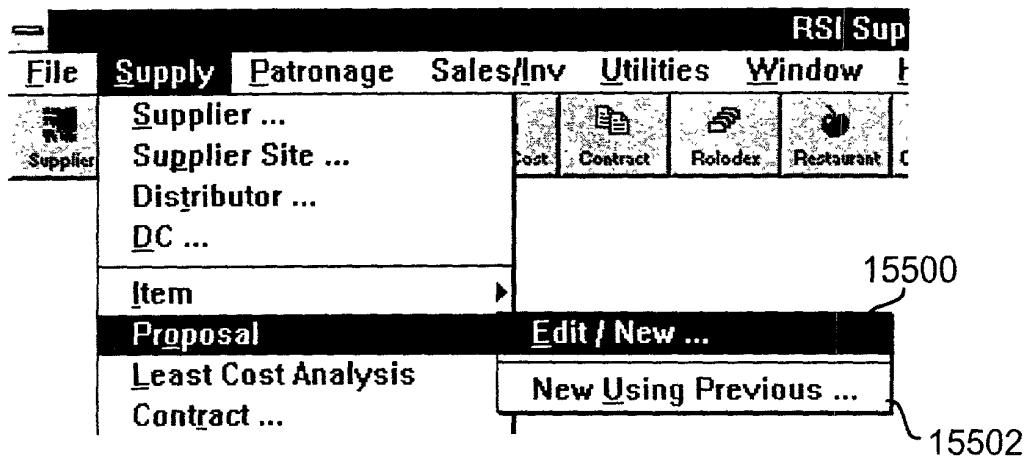 RSI Sup
File Supply Patronage Sales/Inv Utilities Window
Supplier Cost Contract Rolodex Restaurant
Supplier ...
Supplier Site ...
Distributor ...
DC ...
Item
Proposal
Least Cost Analysis
Contract ...
15500
Edit / New ...
New Using Previous ...
15502